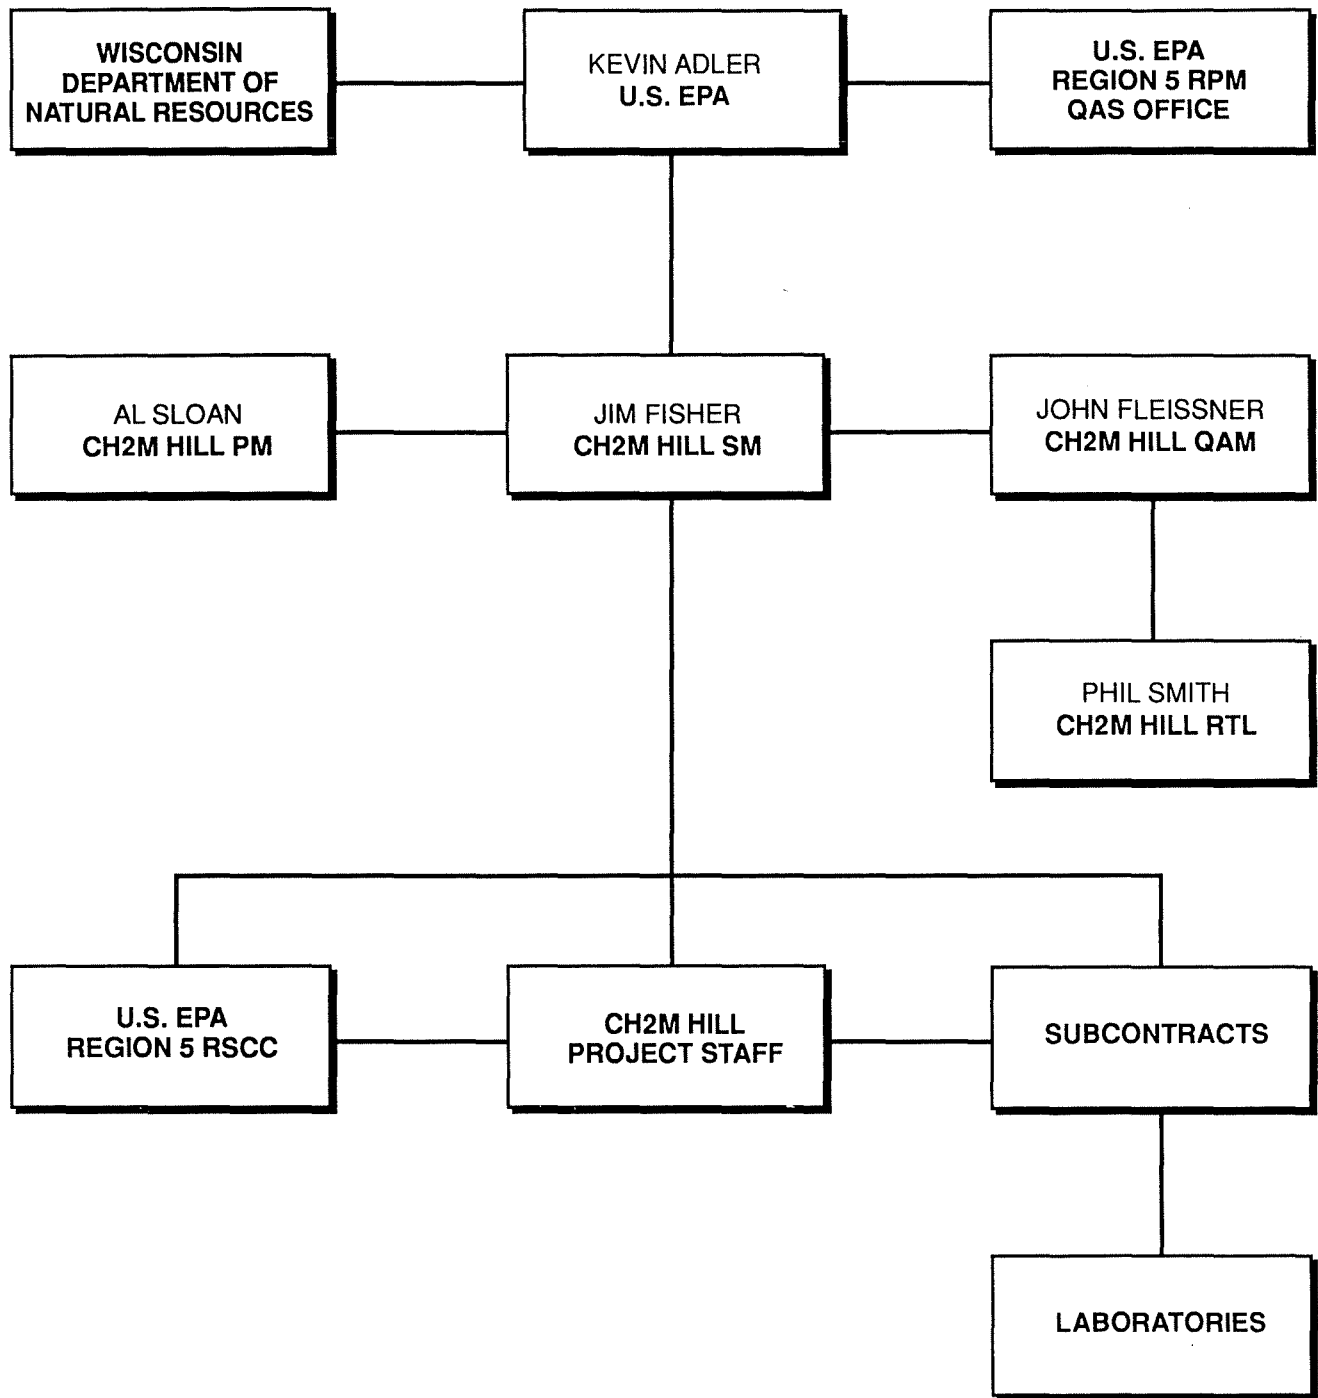 WISCONSIN
DEPARTMENT OF
NATURAL RESOURCES
KEVIN ADLER
U.S. EPA
U.S. EPA
REGION 5 RPM
QAS OFFICE
AL SLOAN
CH2M HILL PM
JIM FISHER
CH2M HILL SM
JOHN FLEISSNER
CH2M HILL QAM
PHIL SMITH
CH2M HILL RTL
U.S. EPA
REGION 5 RSCC
CH2M HILL
PROJECT STAFF
SUBCONTRACTS
LABORATORIES